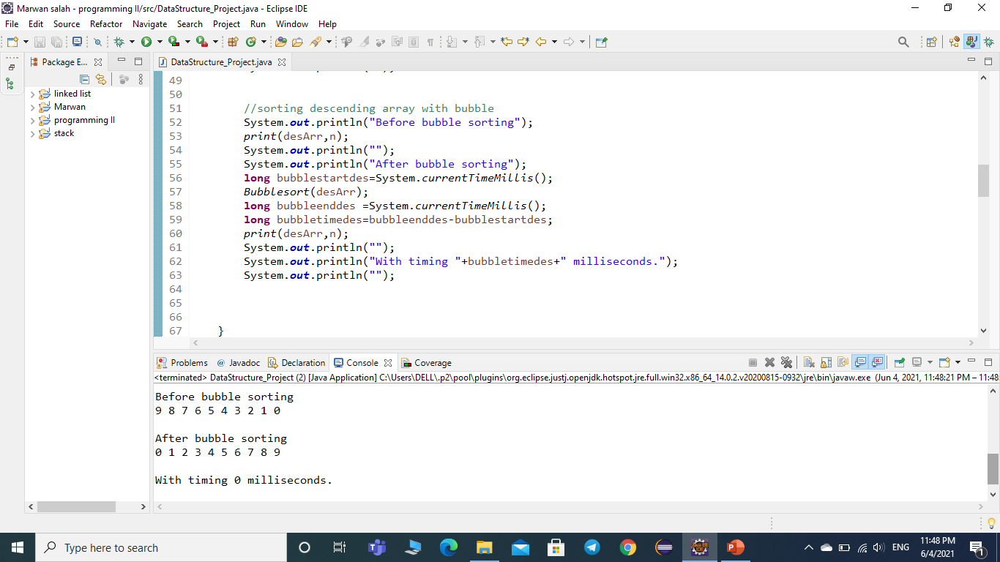 Marwan salah - programming II/src/DataStructure_Project.java - Eclipse IDE
File Edit Source Refactor Navigate Search Project Run Window Help
Package E...
DataStructure_Project.java
linked list
Marwan
programming II
stack
49
50
51 //sorting descending array with bubble
52 System.out.println("Before bubble sorting");
53 print(desArr,n);
54 System.out.println("");
55 System.out.println("After bubble sorting");
56 long bubblestartdes=System.currentTimeMillis();
57 Bubblesort(desArr);
58 long bubbleenddes =System.currentTimeMillis();
59 long bubbletimedes=bubbleenddes-bubblestartdes;
60 print(desArr,n);
61 System.out.println("");
62 System.out.println("With timing "+bubbletimedes+" milliseconds.");
63 System.out.println("");
64
65
66
67 }
Problems @ Javadoc Declaration Console Coverage
<terminated> DataStructure_Project (2) [Java Application] C:\Users\DELL\.p2\pool\plugins\org.eclipse.justj.openjdk.hotspot.jre.full.win32.x86_64_14.0.2.v20200815-0932\jre\bin\javaw.exe (Jun 4, 2021, 11:48:21 PM – 11:48
Before bubble sorting
9 8 7 6 5 4 3 2 1 0
After bubble sorting
0 1 2 3 4 5 6 7 8 9
With timing 0 milliseconds.
Type here to search
ENG
11:48 PM
6/4/2021
1